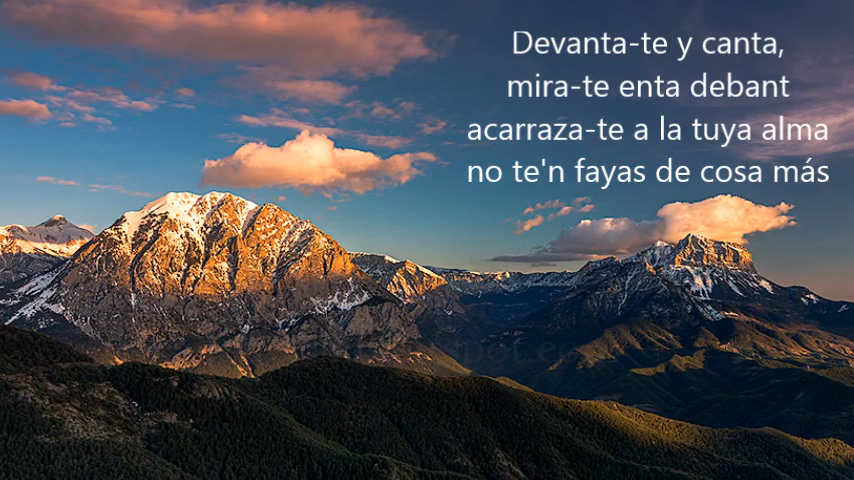 Devanta-te y canta,
mira-te enta debant
acarraza-te a la tuya alma
no te'n fayas de cosa más